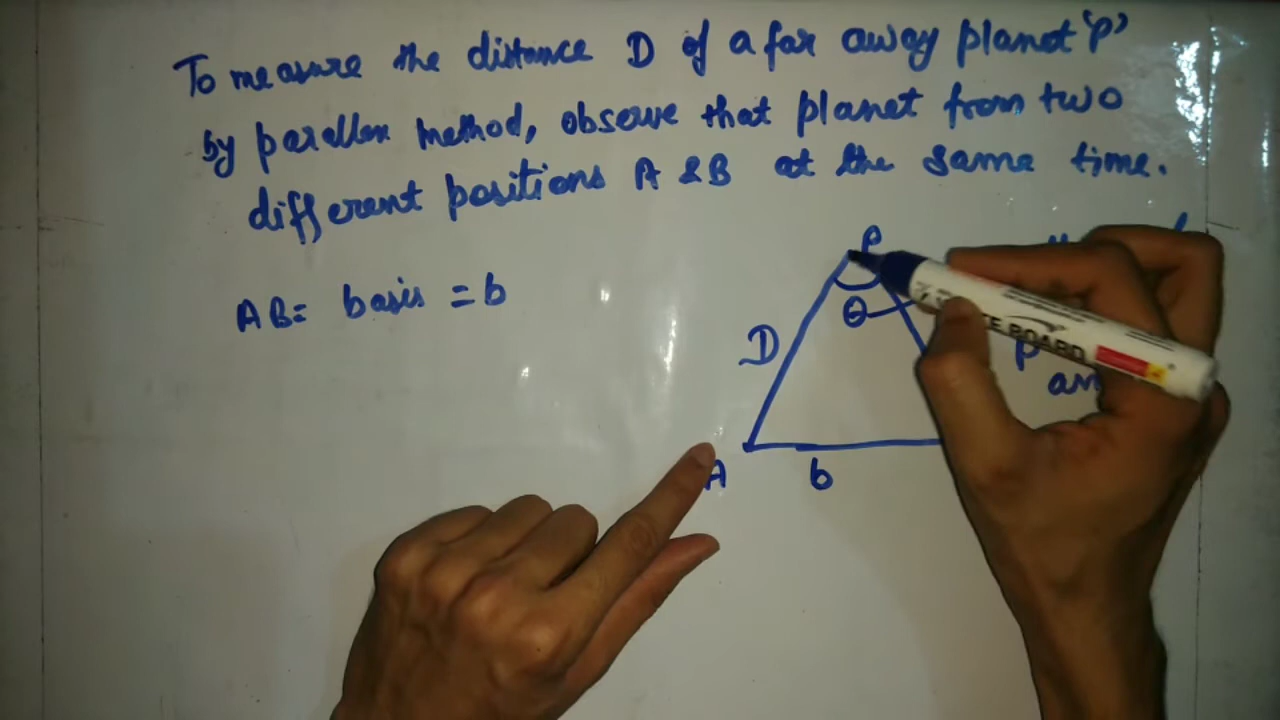 To measure the distance D of a far away planet 'P'
by parallax method, observe that planet from two
different positions A & B at the same time.
AB = basis = b
P
θ
D
A
b
BOARD